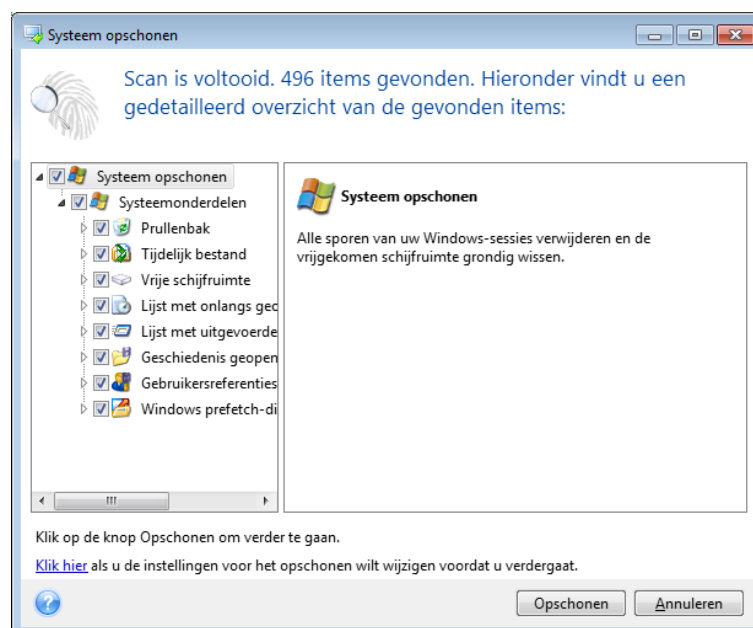 Systeem opschonen
Scan is voltooid. 496 items gevonden. Hieronder vindt u een
gedetailleerd overzicht van de gevonden items:
Systeem opschonen
Systeemonderdelen
Prullenbak
Tijdelijk bestand
Vrije schijfruimte
Lijst met onlangs geo
Lijst met uitgevoerde
Geschiedenis geopen
Gebruikersreferenties
Windows prefetch-di
Systeem opschonen
Alle sporen van uw Windows-sessies verwijderen en de
vrijgekomen schijfruimte grondig wissen.
Klik op de knop Opschonen om verder te gaan.
Klik hier als u de instellingen voor het opschonen wilt wijzigen voordat u verdergaat.
Opschonen
Annuleren